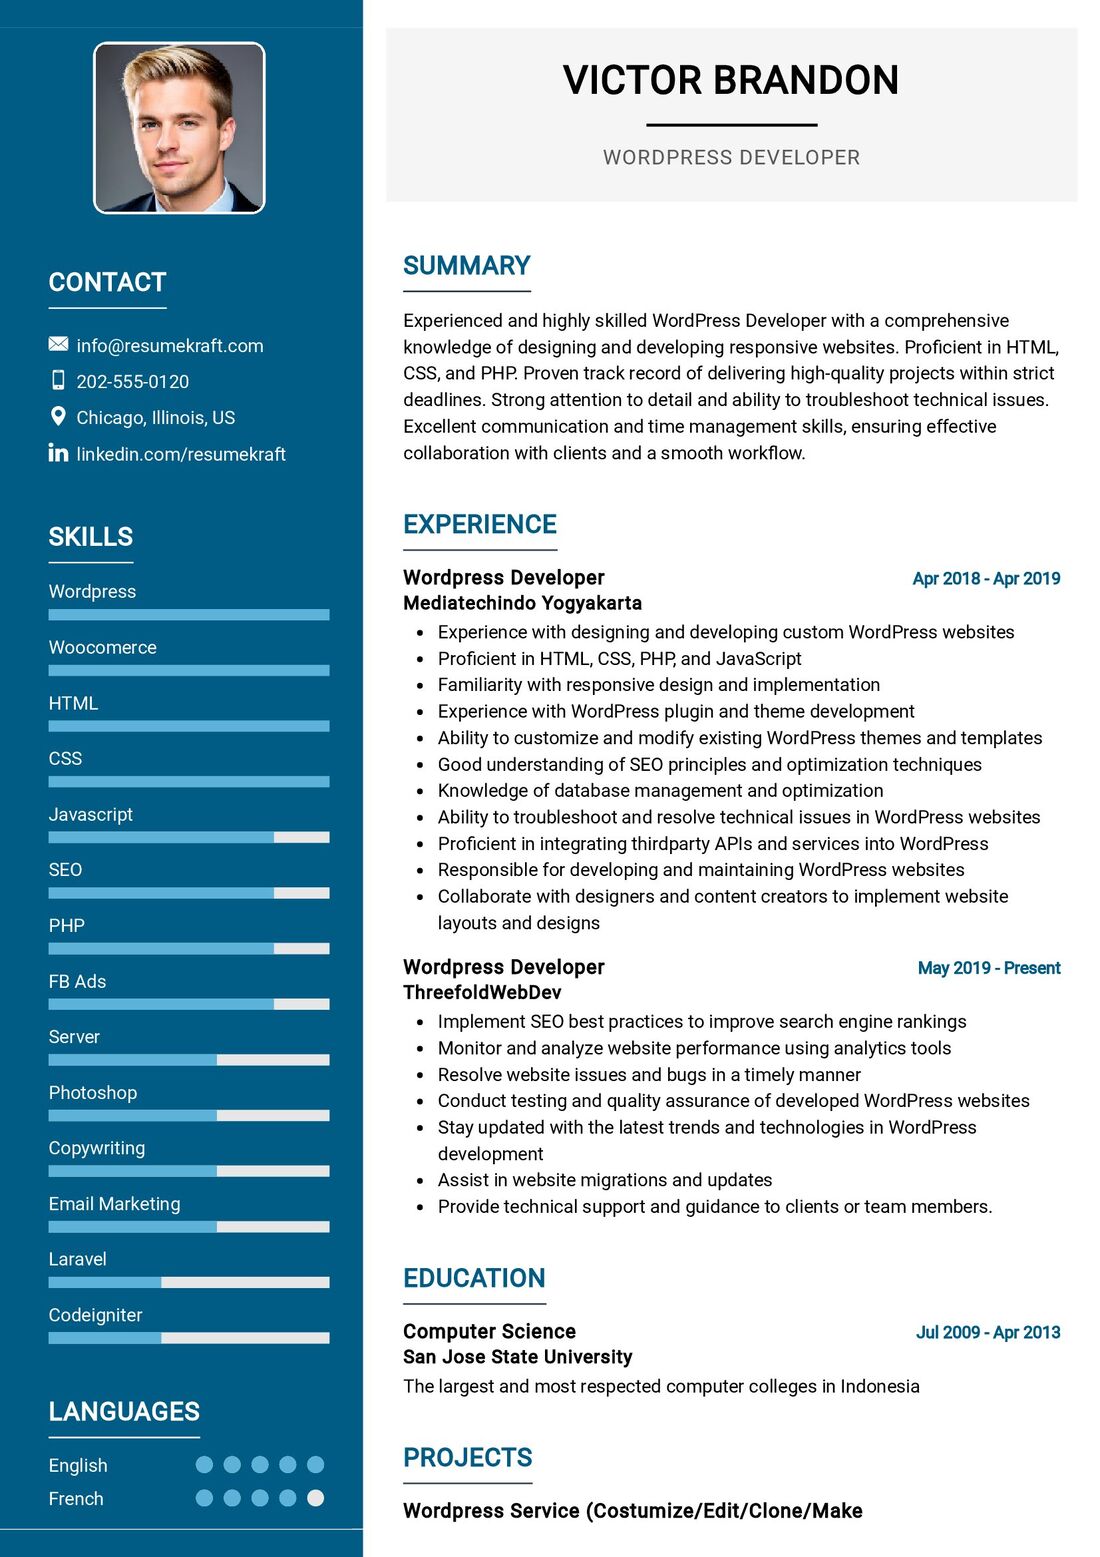 VICTOR BRANDON
WORDPRESS DEVELOPER
CONTACT
info@resumekraft.com
202-555-0120
Chicago, Illinois, US
linkedin.com/resumekraft
SKILLS
Wordpress
Woocomerce
HTML
CSS
Javascript
SEO
PHP
FB Ads
Server
Photoshop
Copywriting
Email Marketing
Laravel
Codeigniter
LANGUAGES
English
French
SUMMARY
Experienced and highly skilled WordPress Developer with a comprehensive
knowledge of designing and developing responsive websites. Proficient in HTML,
CSS, and PHP. Proven track record of delivering high-quality projects within strict
deadlines. Strong attention to detail and ability to troubleshoot technical issues.
Excellent communication and time management skills, ensuring effective
collaboration with clients and a smooth workflow.
EXPERIENCE
Wordpress Developer Apr 2018 - Apr 2019
Mediatechindo Yogyakarta
• Experience with designing and developing custom WordPress websites
• Proficient in HTML, CSS, PHP, and JavaScript
• Familiarity with responsive design and implementation
• Experience with WordPress plugin and theme development
• Ability to customize and modify existing WordPress themes and templates
• Good understanding of SEO principles and optimization techniques
• Knowledge of database management and optimization
• Ability to troubleshoot and resolve technical issues in WordPress websites
• Proficient in integrating thirdparty APIs and services into WordPress
• Responsible for developing and maintaining WordPress websites
• Collaborate with designers and content creators to implement website
layouts and designs
Wordpress Developer May 2019 - Present
ThreefoldWebDev
• Implement SEO best practices to improve search engine rankings
• Monitor and analyze website performance using analytics tools
• Resolve website issues and bugs in a timely manner
• Conduct testing and quality assurance of developed WordPress websites
• Stay updated with the latest trends and technologies in WordPress
development
• Assist in website migrations and updates
• Provide technical support and guidance to clients or team members.
EDUCATION
Computer Science Jul 2009 - Apr 2013
San Jose State University
The largest and most respected computer colleges in Indonesia
PROJECTS
Wordpress Service (Costumize/Edit/Clone/Make